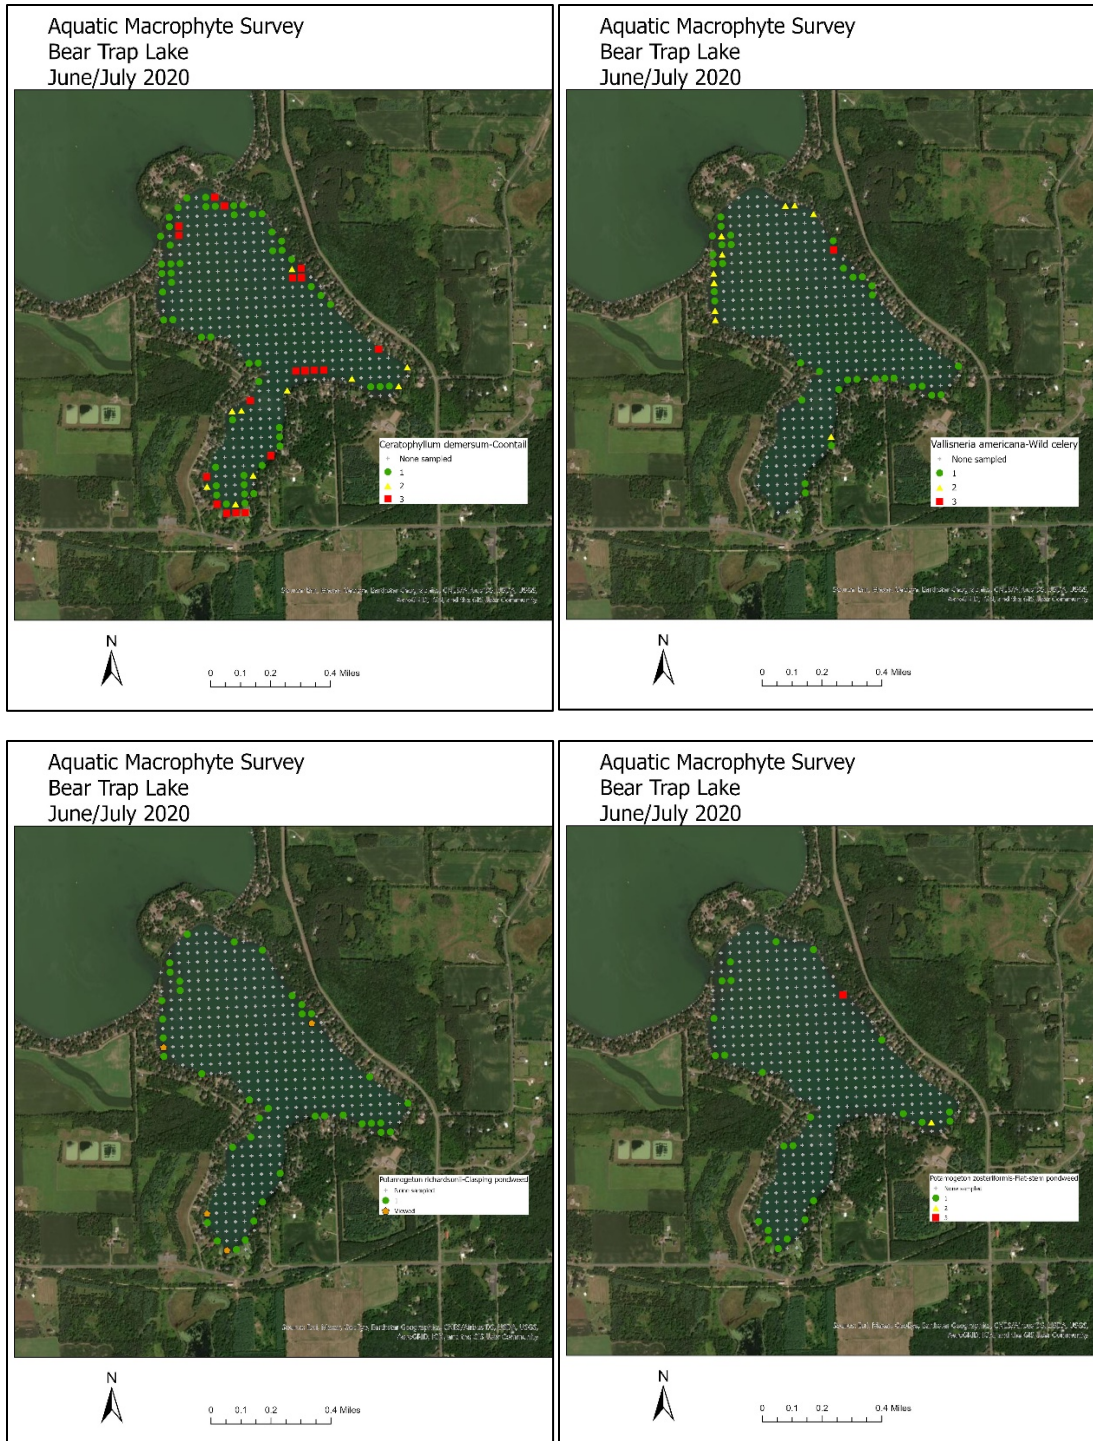 Aquatic Macrophyte Survey
Bear Trap Lake
June/July 2020
Ceratophyllum demersum-Coontail
None sampled
1
2
3
N
0 0.1 0.2 0.4 Miles
Aquatic Macrophyte Survey
Bear Trap Lake
June/July 2020
Vallisneria americana-Wild celery
None sampled
1
2
3
N
0 0.1 0.2 0.4 Miles
Aquatic Macrophyte Survey
Bear Trap Lake
June/July 2020
Potamogeton richardsonii-Clasping pondweed
None sampled
1
Viewed
N
0 0.1 0.2 0.4 Miles
Aquatic Macrophyte Survey
Bear Trap Lake
June/July 2020
Potamogeton zosteriformis-Flat-stem pondweed
None sampled
1
2
3
N
0 0.1 0.2 0.4 Miles